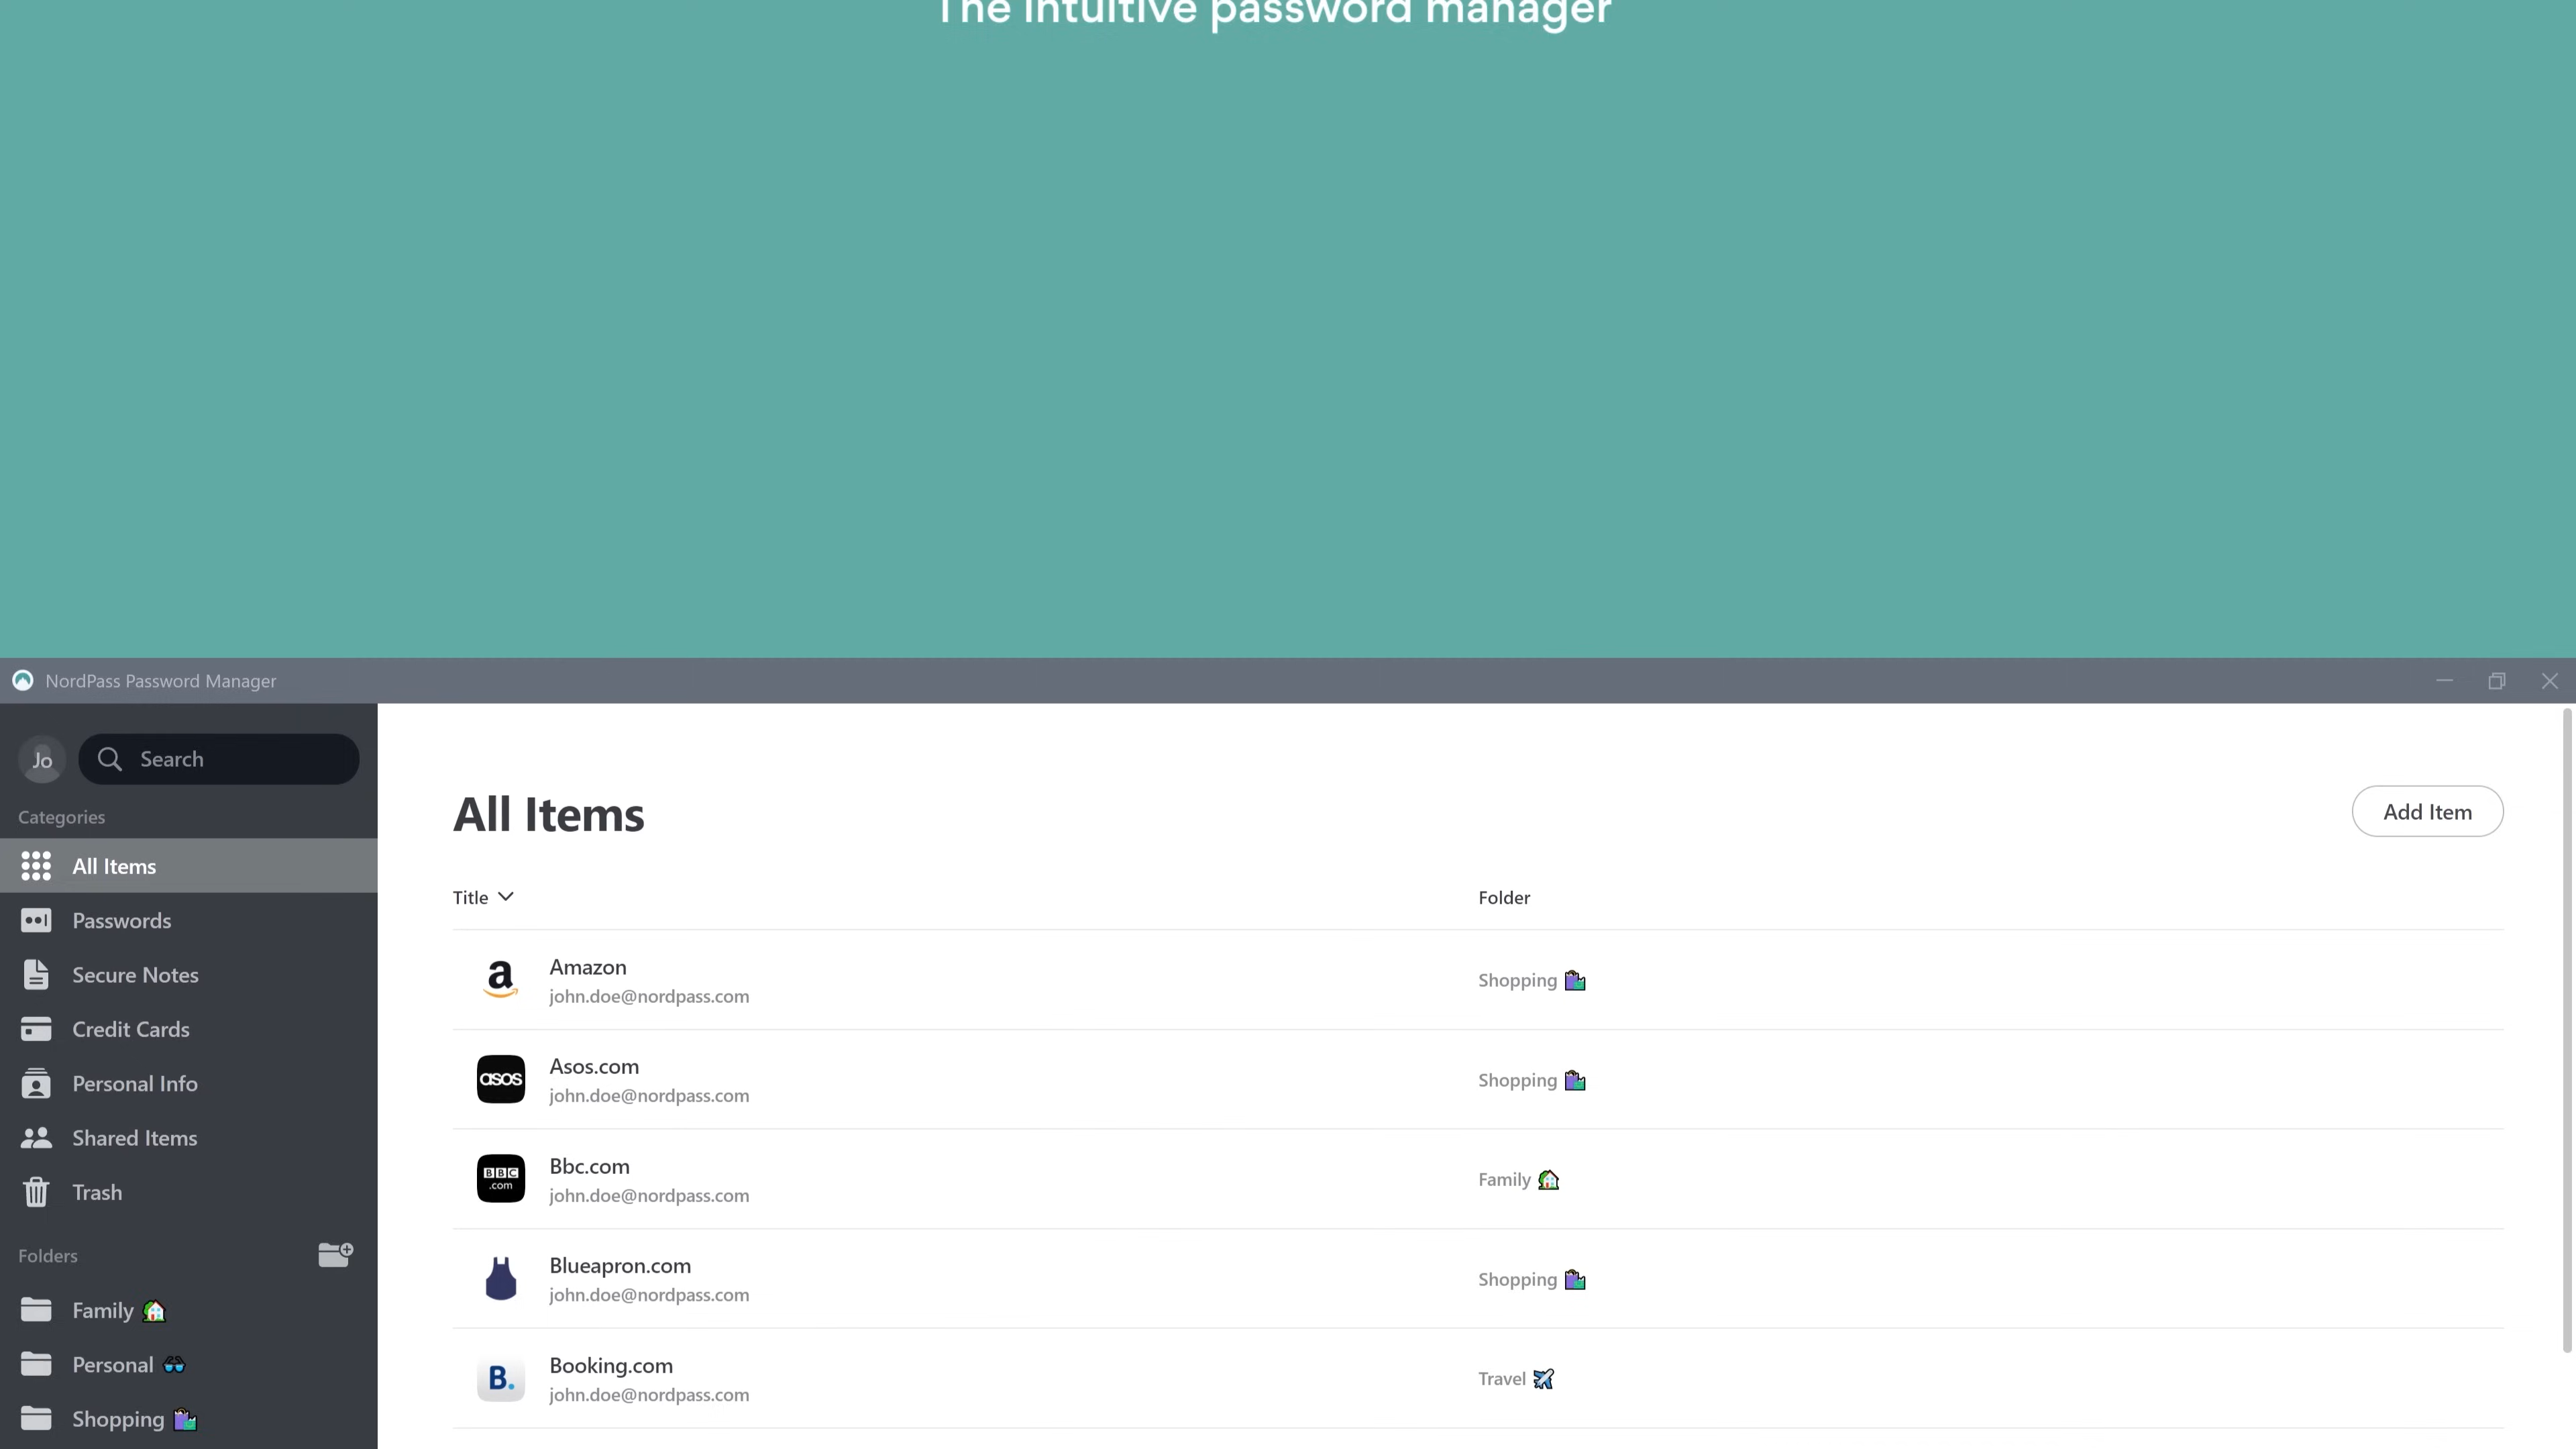 The intuitive password manager
NordPass Password Manager
Jo
Search
Categories
All Items
Passwords
Secure Notes
Credit Cards
Personal Info
Shared Items
Trash
Folders
Family
Personal
Shopping
All Items
Add Item
Title
Folder
a
Amazon
john.doe@nordpass.com
Shopping
asos
Asos.com
john.doe@nordpass.com
Shopping
BBC
.com
Bbc.com
john.doe@nordpass.com
Family
Blueapron.com
john.doe@nordpass.com
Shopping
B.
Booking.com
john.doe@nordpass.com
Travel